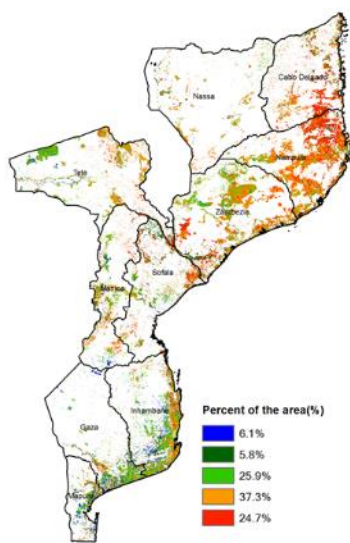 Cabo Delgado
Nassa
Nampula
Tete
Zambezia
Sofala
Manica
Inhambane
Gaza
Maputo
Percent of the area(%)
6.1%
5.8%
25.9%
37.3%
24.7%